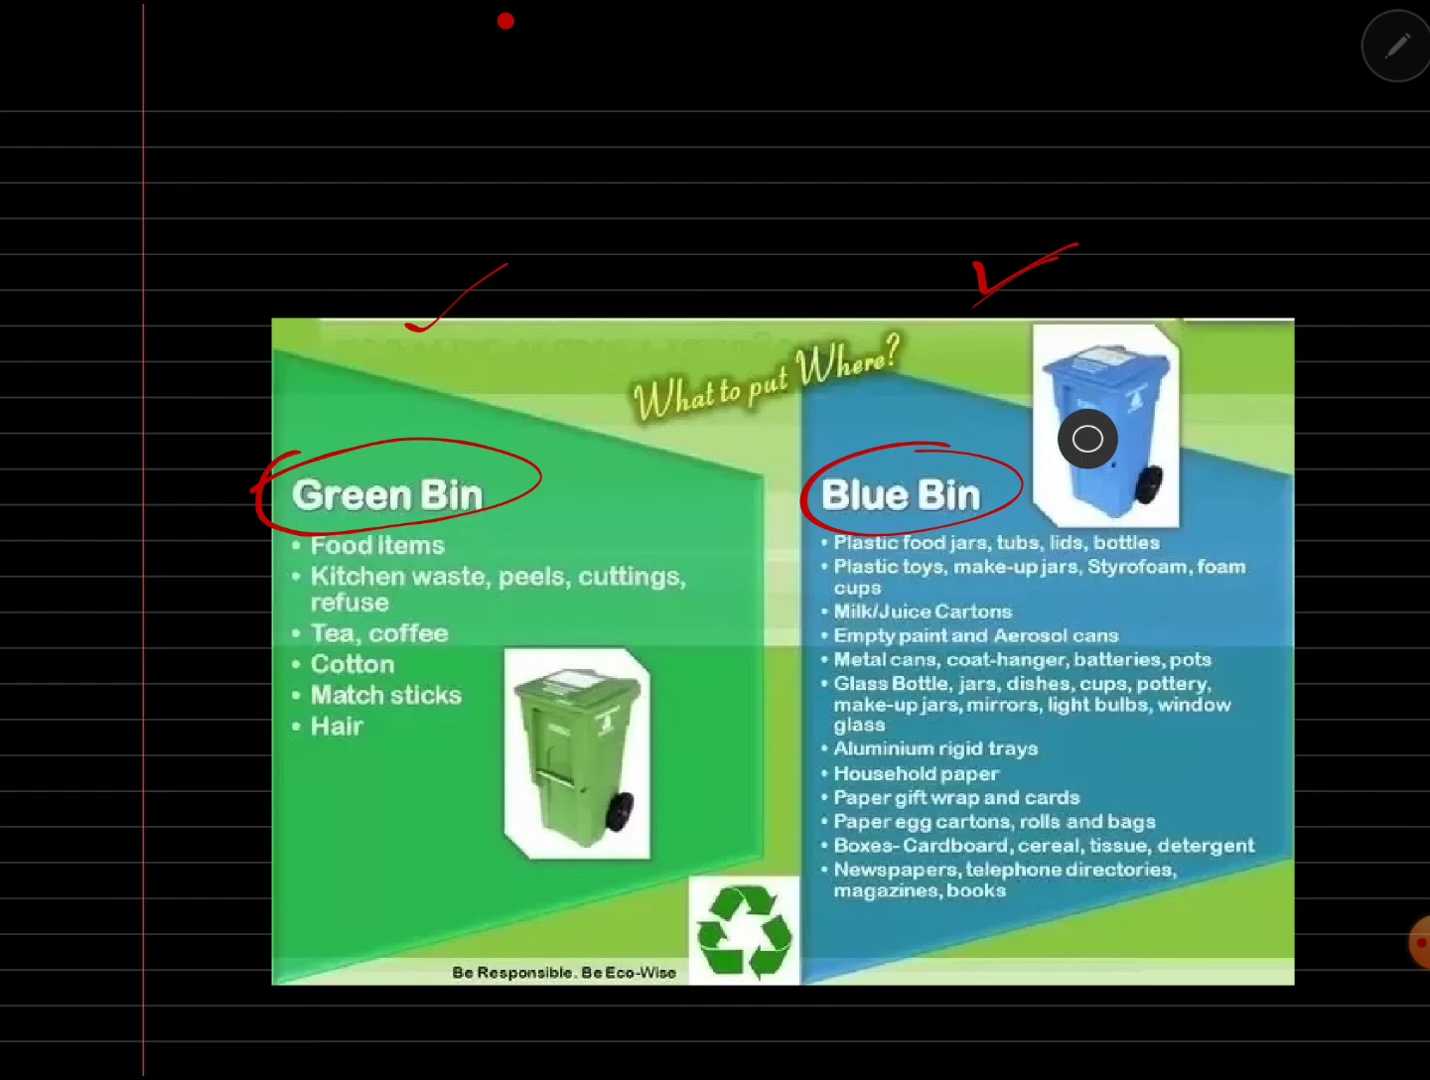 What to put Where?
Green Bin
• Food items
• Kitchen waste, peels, cuttings,
refuse
• Tea, coffee
• Cotton
• Match sticks
• Hair
Blue Bin
• Plastic food jars, tubs, lids, bottles
• Plastic toys, make-up jars, Styrofoam, foam
cups
• Milk/Juice Cartons
• Empty paint and Aerosol cans
• Metal cans, coat-hanger, batteries, pots
• Glass Bottle, jars, dishes, cups, pottery,
make-up jars, mirrors, light bulbs, window
glass
• Aluminium rigid trays
• Household paper
• Paper gift wrap and cards
• Paper egg cartons, rolls and bags
• Boxes- Cardboard, cereal, tissue, detergent
• Newspapers, telephone directories,
magazines, books
Be Responsible. Be Eco-Wise